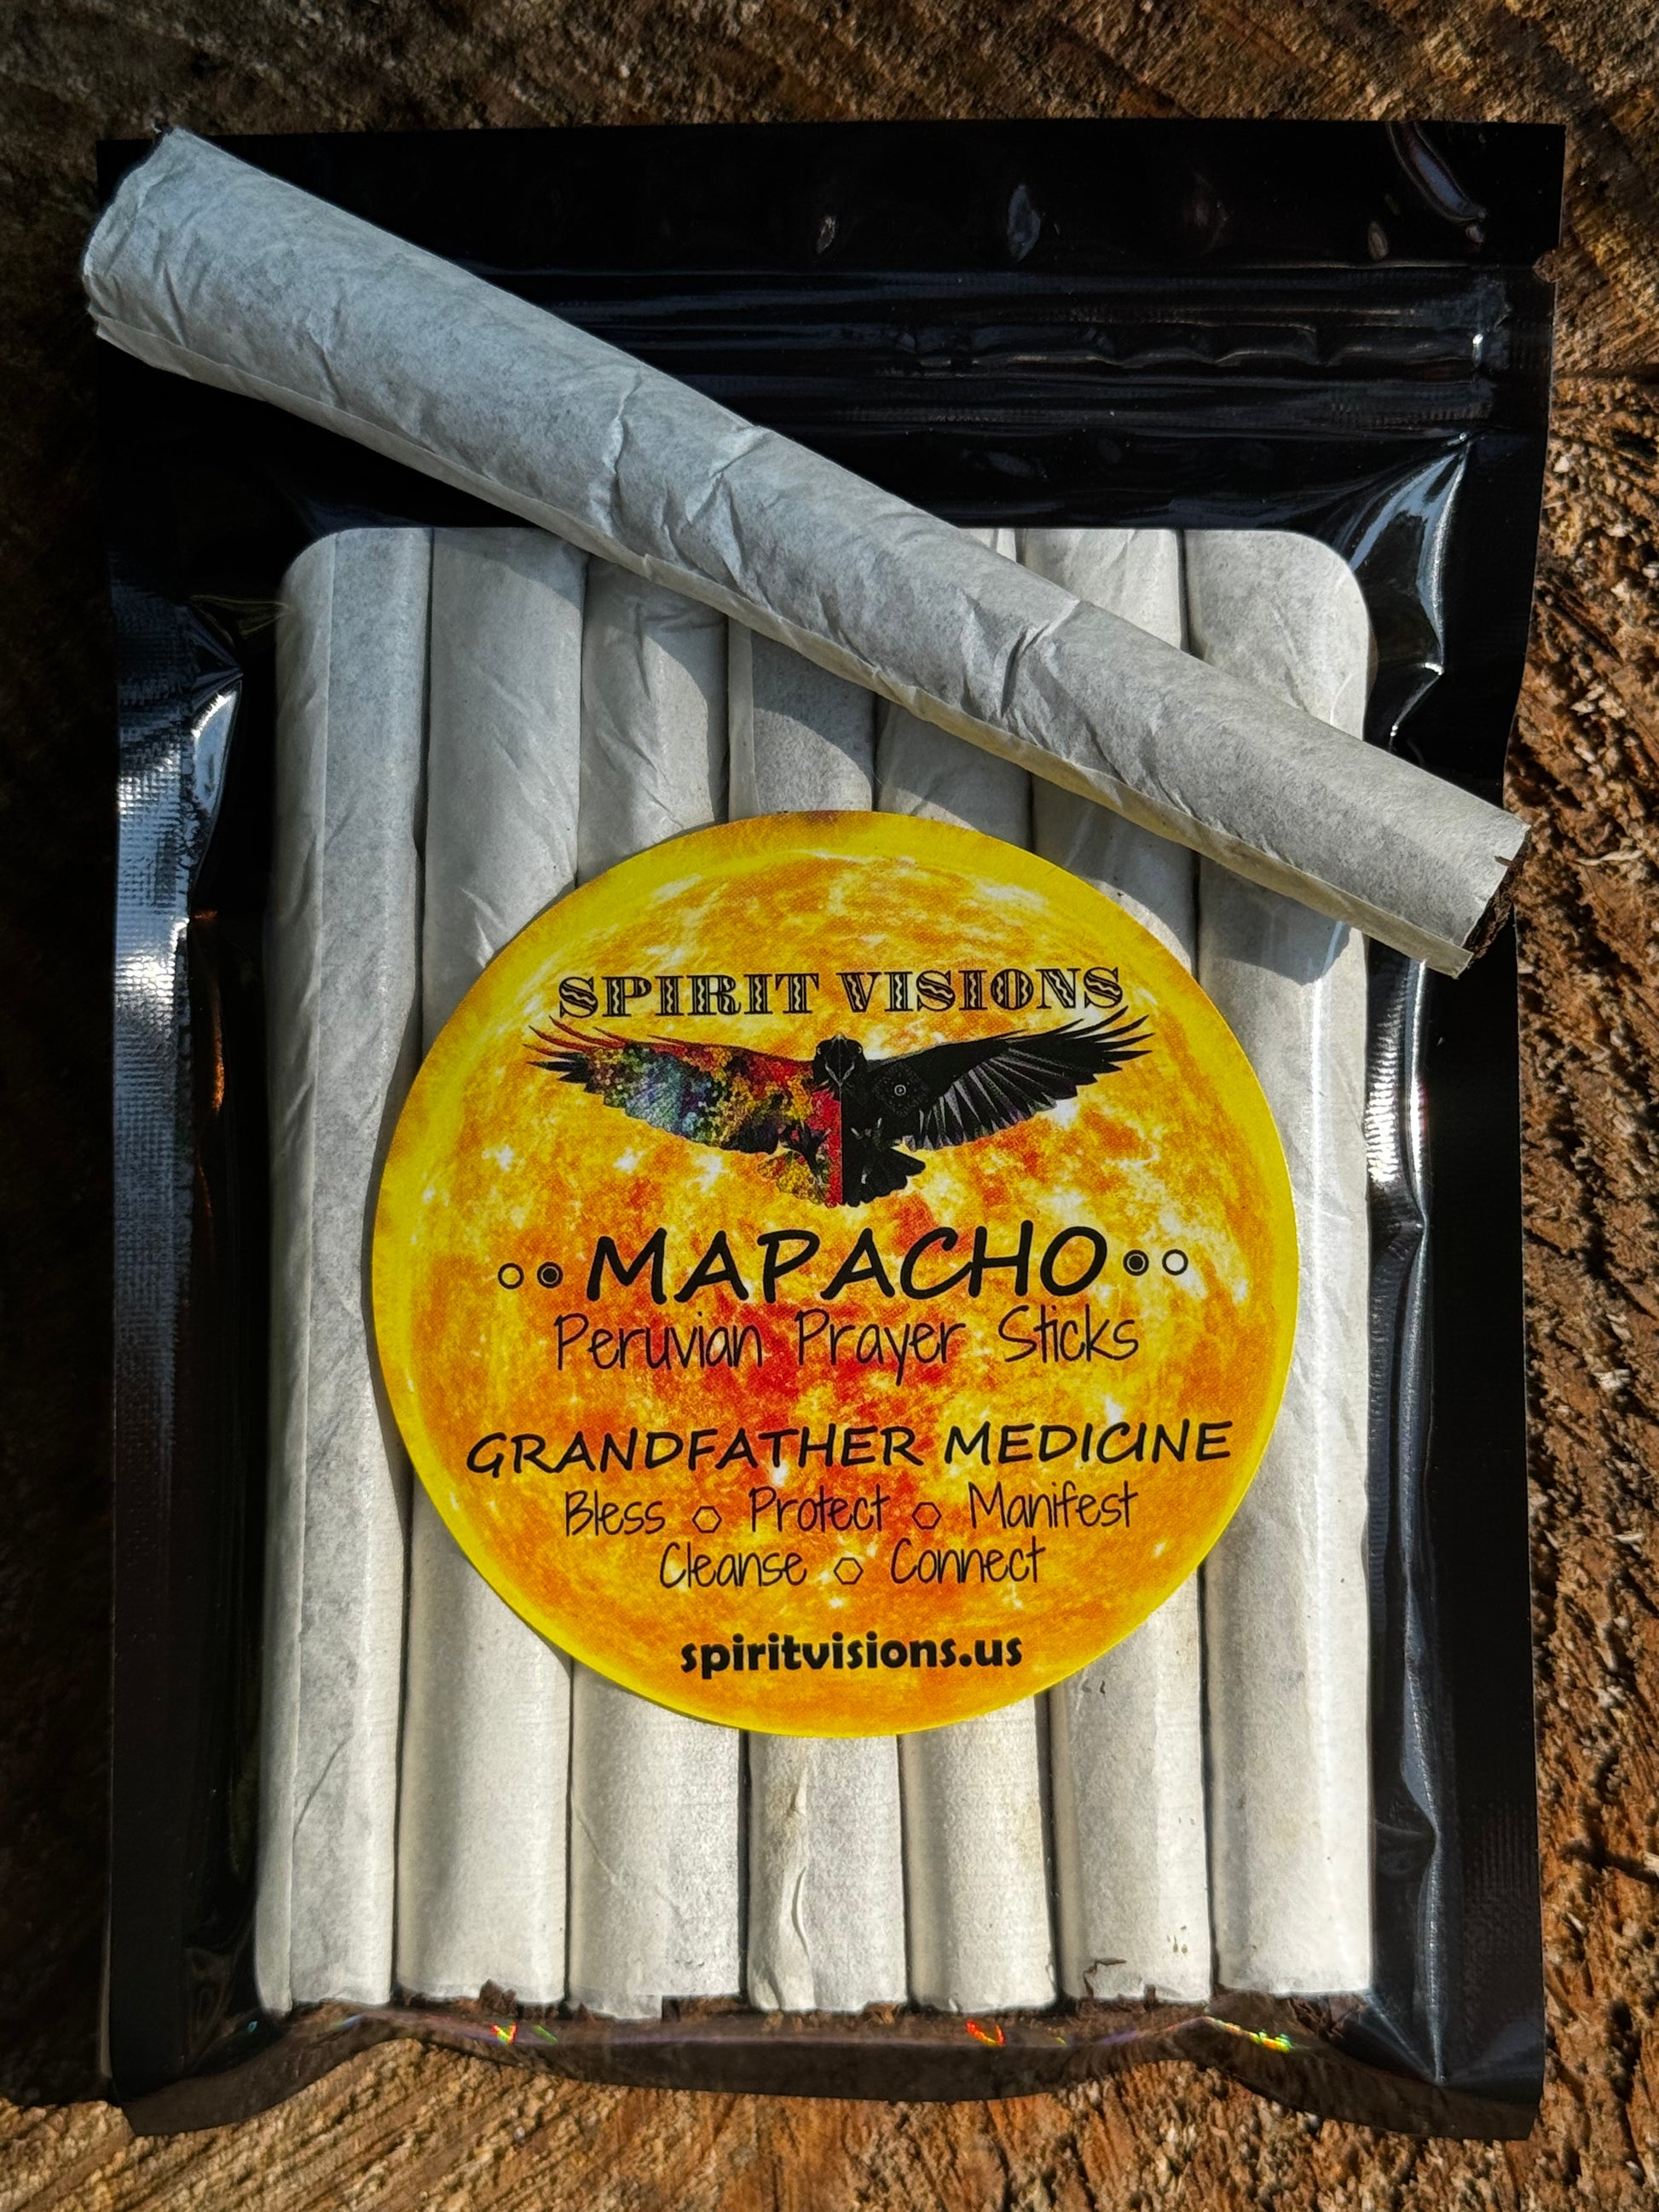 SPIRIT VISIONS
MAPACHO
Peruvian Prayer Sticks
GRANDFATHER MEDICINE
Bless Protect Manifest
Cleanse Connect
spiritvisions.us